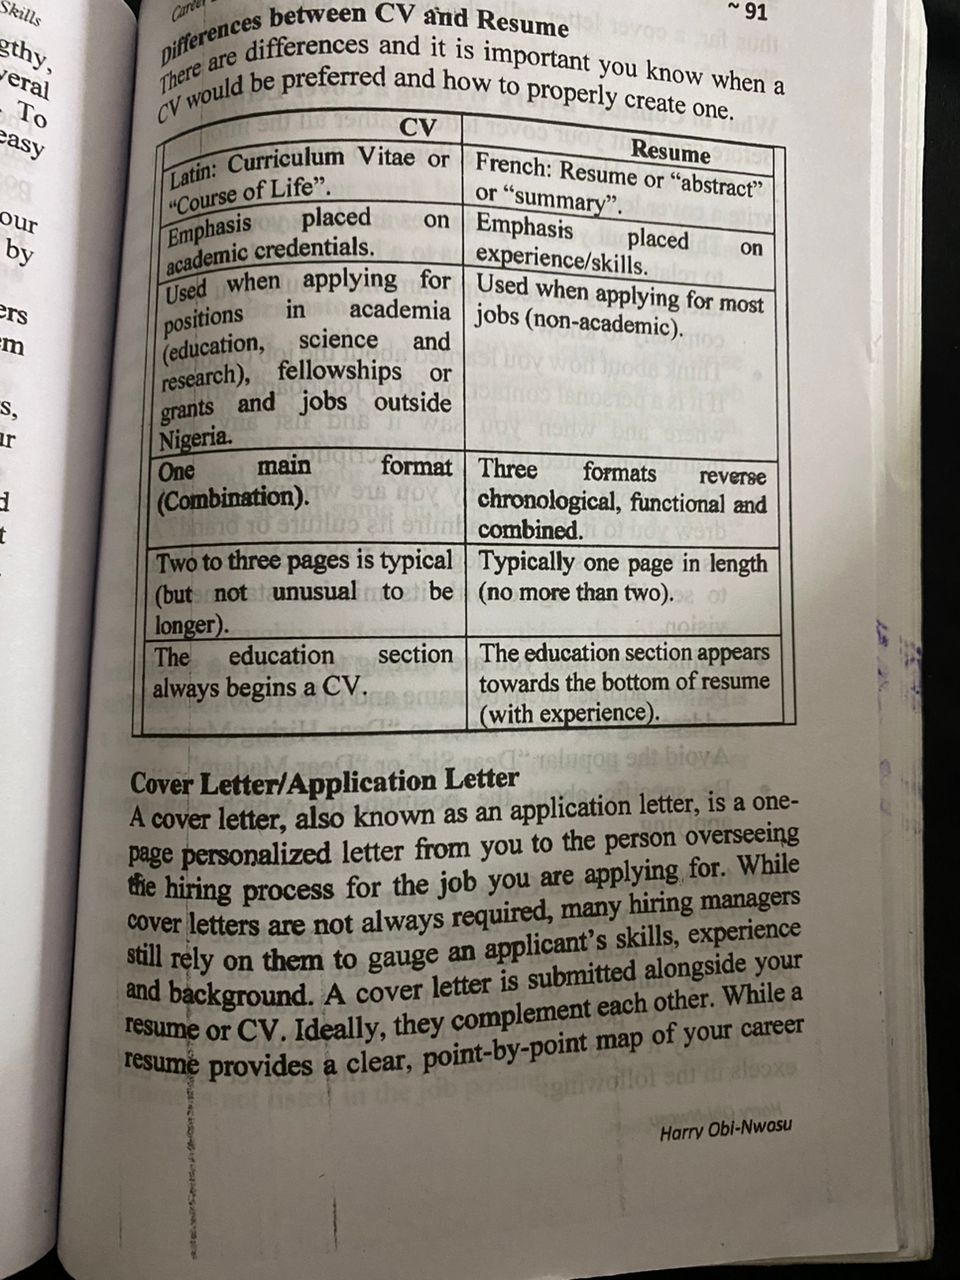 Skills
gthy,
veral
To
easy
our
by
ers
em
s,
ur
d
t
Career
~ 91
Differences between CV and Resume
There are differences and it is important you know when a
CV would be preferred and how to properly create one.
CV
Resume
Latin: Curriculum Vitae or
"Course of Life".
French: Resume or "abstract"
or "summary".
Emphasis placed on
academic credentials.
Emphasis placed on
experience/skills.
Used when applying for
positions in academia
(education, science and
research), fellowships or
grants and jobs outside
Nigeria.
Used when applying for most
jobs (non-academic).
One main format
(Combination).
Three formats reverse
chronological, functional and
combined.
Two to three pages is typical
(but not unusual to be
longer).
Typically one page in length
(no more than two).
The education section
always begins a CV.
The education section appears
towards the bottom of resume
(with experience).
Cover Letter/Application Letter
A cover letter, also known as an application letter, is a one-
page personalized letter from you to the person overseeing
the hiring process for the job you are applying for. While
cover letters are not always required, many hiring managers
still rely on them to gauge an applicant's skills, experience
and background. A cover letter is submitted alongside your
resume or CV. Ideally, they complement each other. While a
resume provides a clear, point-by-point map of your career
Harry Obi-Nwosu